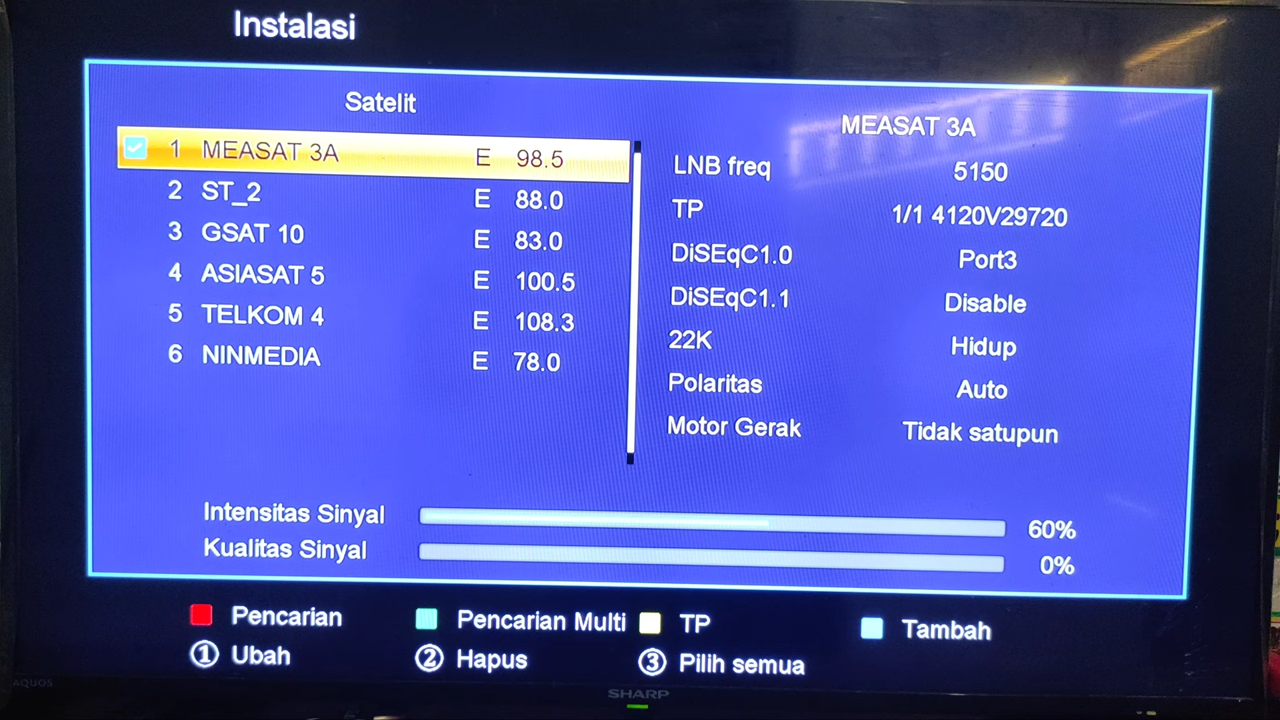 Instalasi
Satelit
1 MEASAT 3A E 98.5
2 ST_2 E 88.0
3 GSAT 10 E 83.0
4 ASIASAT 5 E 100.5
5 TELKOM 4 E 108.3
6 NINMEDIA E 78.0
MEASAT 3A
LNB freq 5150
TP 1/1 4120V29720
DiSEqC1.0 Port3
DiSEqC1.1 Disable
22K Hidup
Polaritas Auto
Motor Gerak Tidak satupun
Intensitas Sinyal 60%
Kualitas Sinyal 0%
Pencarian Pencarian Multi TP Tambah
1 Ubah 2 Hapus 3 Pilih semua
AQUOS
SHARP